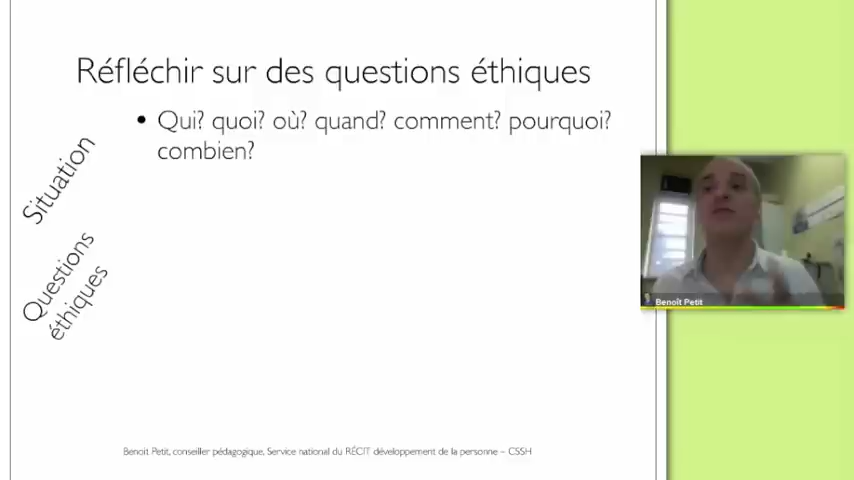 Réfléchir sur des questions éthiques
• Qui? quoi? où? quand? comment? pourquoi?
combien?
Situation
Questions
éthiques
Benoît Petit
Benoit Petit, conseiller pédagogique, Service national du RÉCIT développement de la personne – CSSH